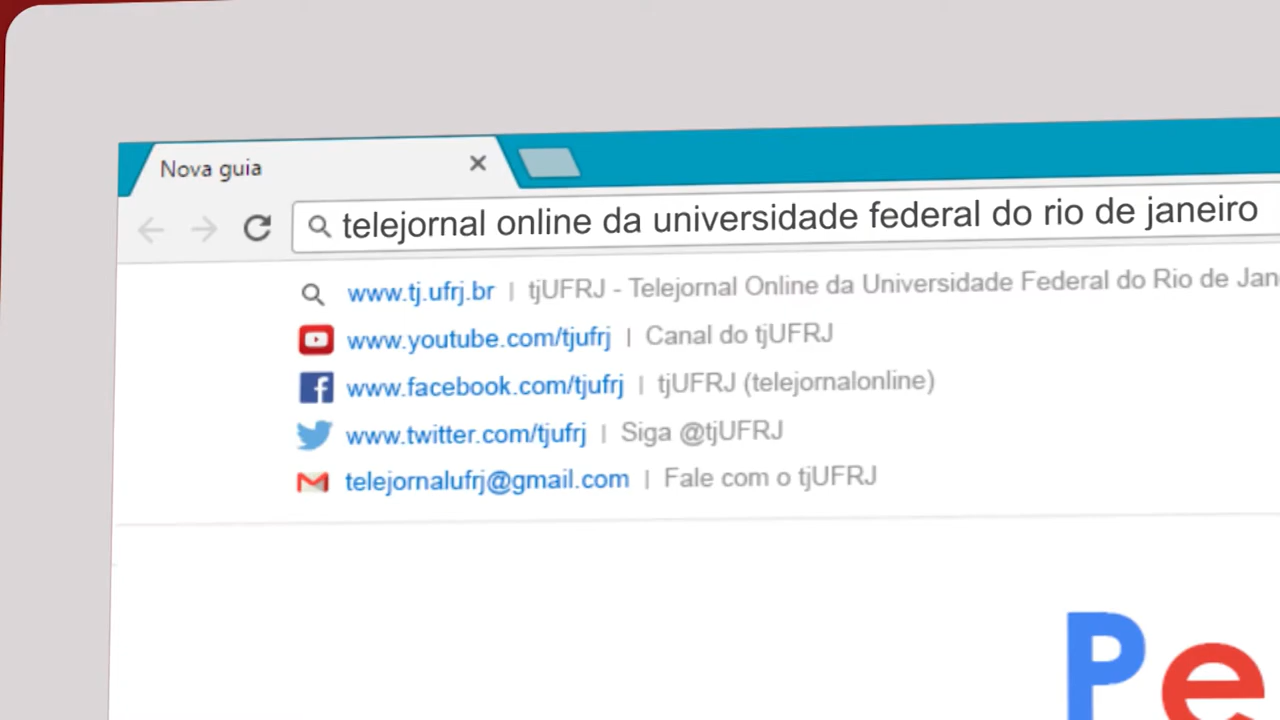 Nova guia
telejornal online da universidade federal do rio de janeiro
www.tj.ufrj.br | tjUFRJ - Telejornal Online da Universidade Federal do Rio de Jan
www.youtube.com/tjufrj | Canal do tjUFRJ
www.facebook.com/tjufrj | tjUFRJ (telejornalonline)
www.twitter.com/tjufrj | Siga @tjUFRJ
telejornalufrj@gmail.com | Fale com o tjUFRJ
Pe